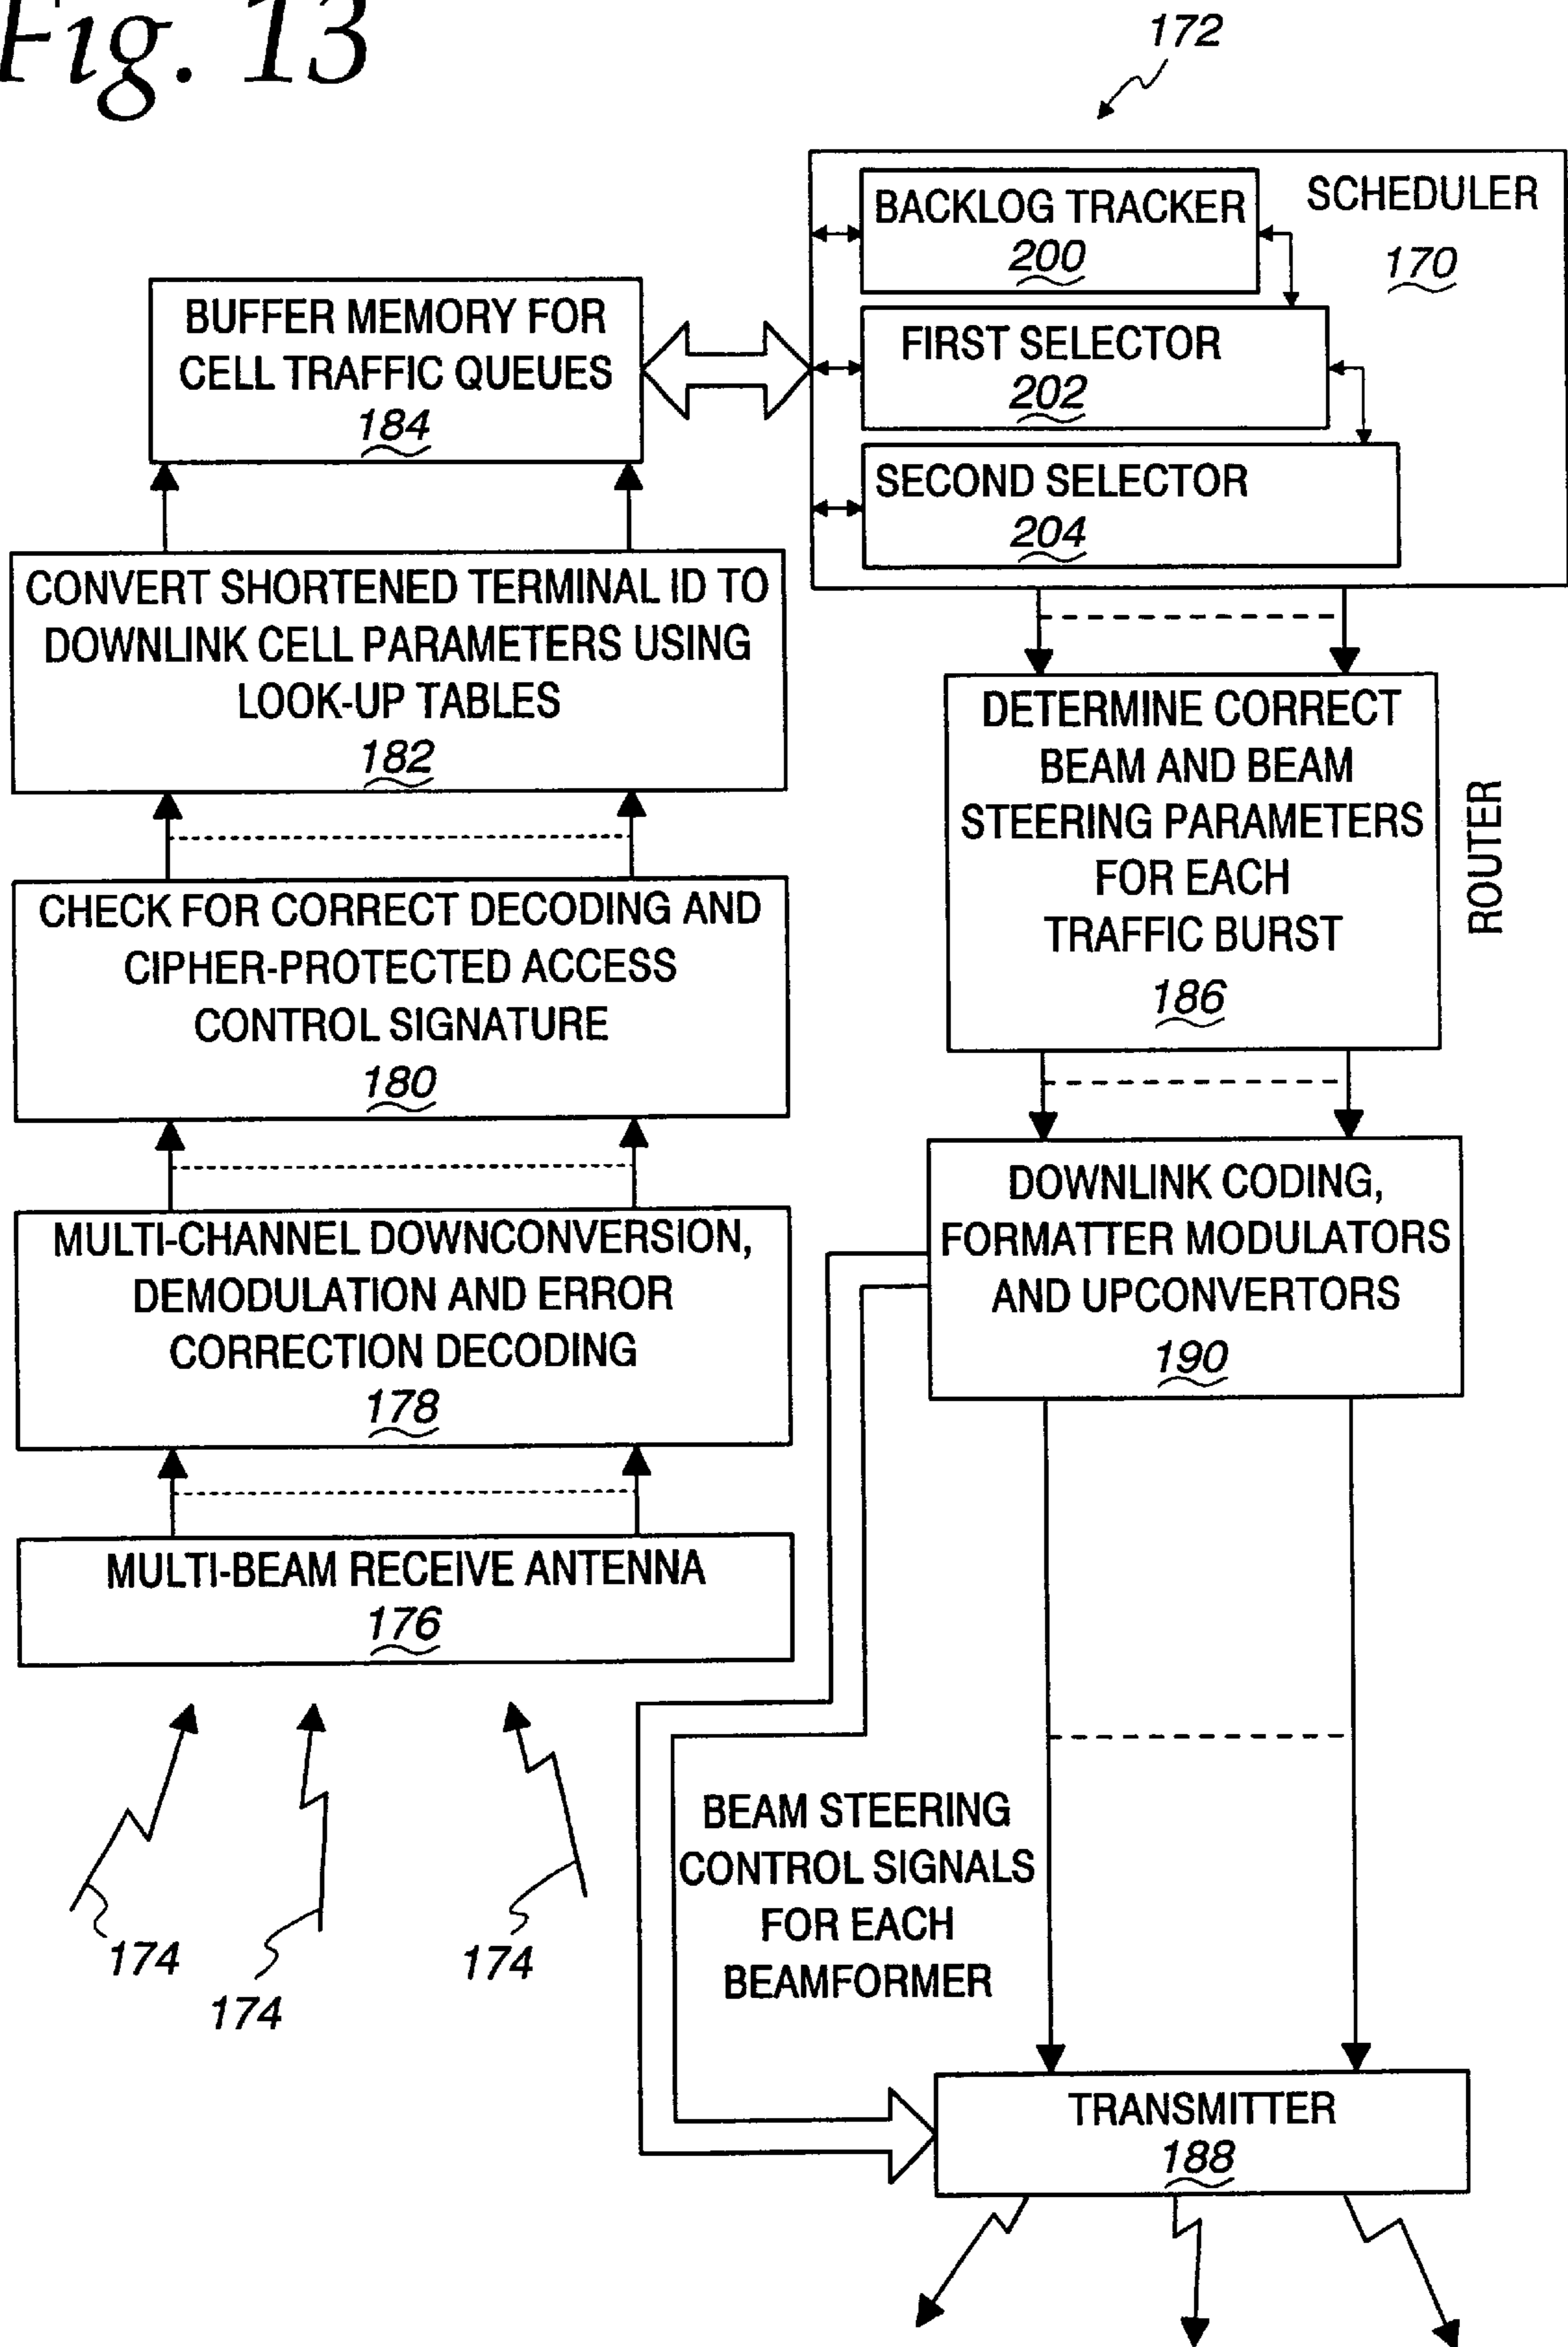 Fig. 13
172
BACKLOG TRACKER
200
SCHEDULER
170
FIRST SELECTOR
202
SECOND SELECTOR
204
BUFFER MEMORY FOR
CELL TRAFFIC QUEUES
184
CONVERT SHORTENED TERMINAL ID TO
DOWNLINK CELL PARAMETERS USING
LOOK-UP TABLES
182
CHECK FOR CORRECT DECODING AND
CIPHER-PROTECTED ACCESS
CONTROL SIGNATURE
180
MULTI-CHANNEL DOWNCONVERSION,
DEMODULATION AND ERROR
CORRECTION DECODING
178
MULTI-BEAM RECEIVE ANTENNA
176
174
174
174
DETERMINE CORRECT
BEAM AND BEAM
STEERING PARAMETERS
FOR EACH
TRAFFIC BURST
186
ROUTER
DOWNLINK CODING,
FORMATTER MODULATORS
AND UPCONVERTORS
190
BEAM STEERING
CONTROL SIGNALS
FOR EACH
BEAMFORMER
TRANSMITTER
188